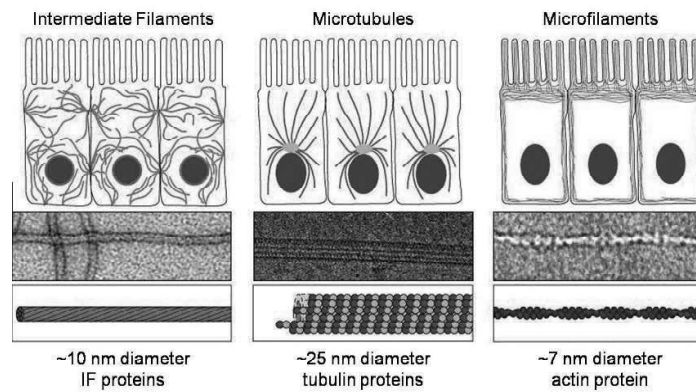 Intermediate Filaments
Microtubules
Microfilaments
~10 nm diameter
IF proteins
~25 nm diameter
tubulin proteins
~7 nm diameter
actin protein